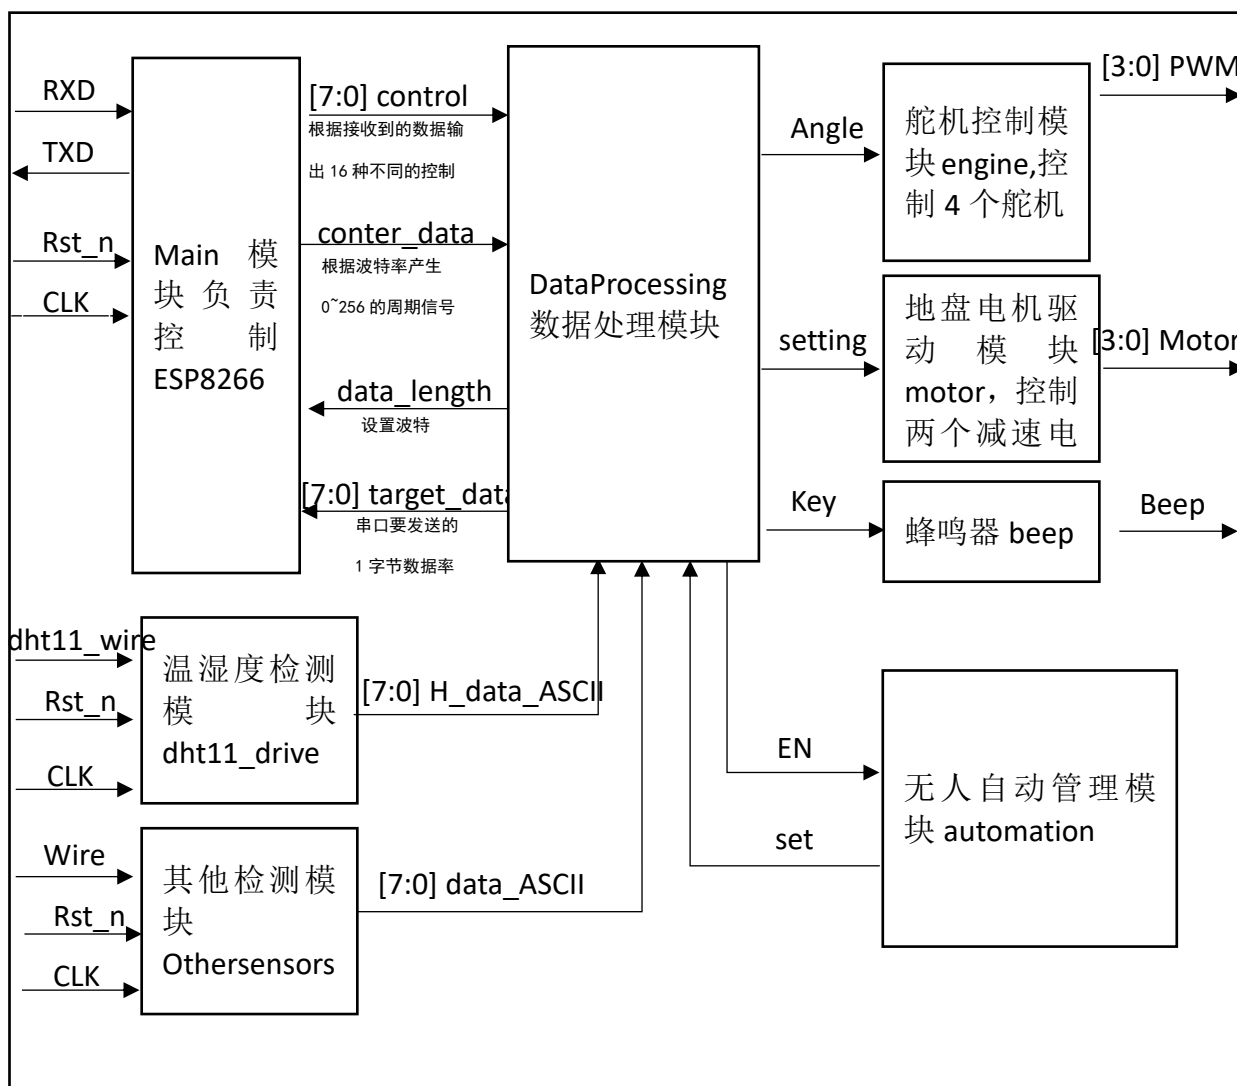 RXD
TXD
Rst_n
CLK
Main 模
块负责
控制
ESP8266
[7:0] control
根据接收到的数据输
出 16 种不同的控制
conter_data
根据波特率产生
0~256 的周期信号
data_length
设置波特
[7:0] target_data
串口要发送的
1 字节数据率
DataProcessing
数据处理模块
Angle
舵机控制模
块 engine,控
制 4 个舵机
[3:0] PWM
setting
地盘电机驱
动模块
motor，控制
两个减速电
[3:0] Motor
Key
蜂鸣器 beep
Beep
dht11_wire
Rst_n
CLK
温湿度检测
模块
dht11_drive
[7:0] H_data_ASCII
Wire
Rst_n
CLK
其他检测模
块
Othersensors
[7:0] data_ASCII
EN
set
无人自动管理模
块 automation